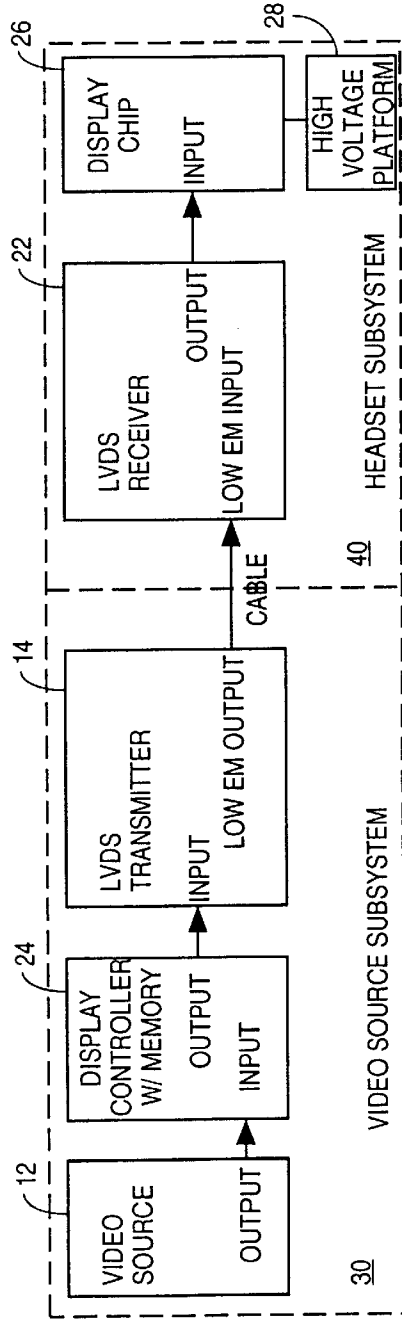 12
VIDEO
SOURCE
OUTPUT
24
DISPLAY
CONTROLLER
W/ MEMORY
OUTPUT
INPUT
14
LVDS
TRANSMITTER
INPUT
LOW EM OUTPUT
CABLE
22
LVDS
RECEIVER
OUTPUT
LOW EM INPUT
26
DISPLAY
CHIP
INPUT
28
HIGH
VOLTAGE
PLATFORM
30
VIDEO SOURCE SUBSYSTEM
40
HEADSET SUBSYSTEM